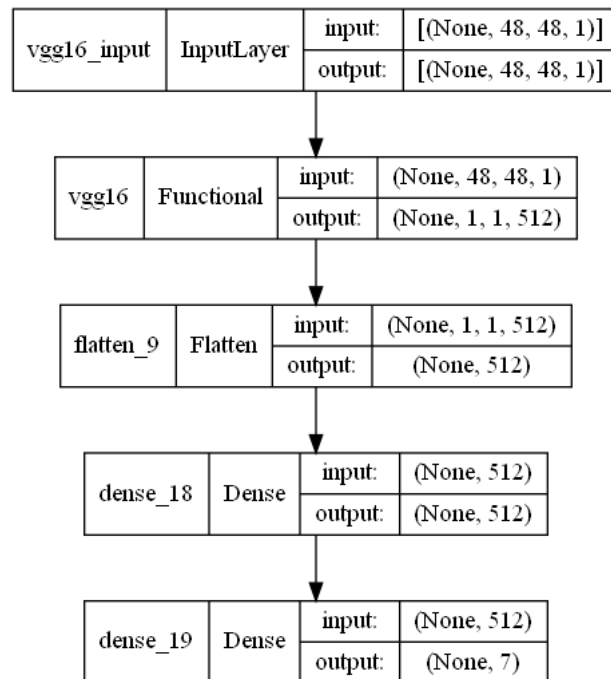 vgg16_input InputLayer input: [(None, 48, 48, 1)]
output: [(None, 48, 48, 1)]
vgg16 Functional input: (None, 48, 48, 1)
output: (None, 1, 1, 512)
flatten_9 Flatten input: (None, 1, 1, 512)
output: (None, 512)
dense_18 Dense input: (None, 512)
output: (None, 512)
dense_19 Dense input: (None, 512)
output: (None, 7)